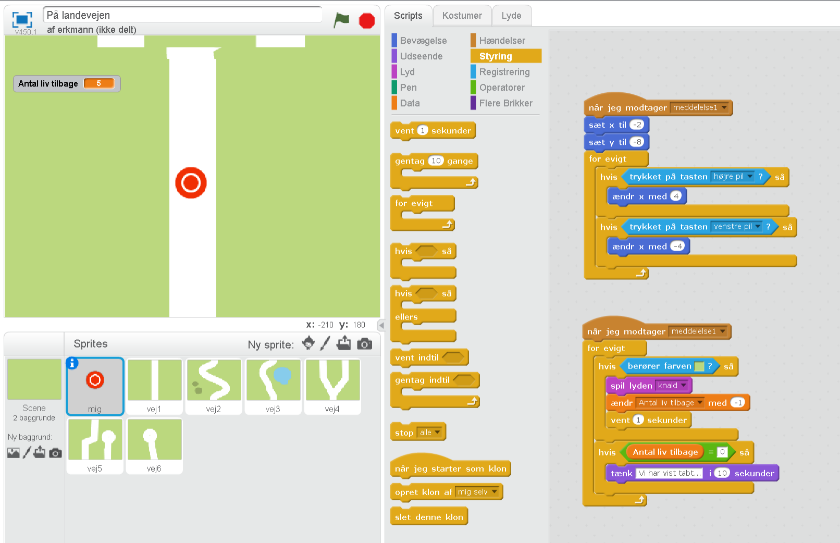 På landevejen
af erkmann (ikke delt)
v450.1
Antal liv tilbage 5
x: -210 y: 180
Sprites
Ny sprite:
Scene
2 baggrunde
Ny baggrund:
mig
vej1
vej2
vej3
vej4
vej5
vej6
Scripts
Kostumer
Lyde
Bevægelse
Udseende
Lyd
Pen
Data
Hændelser
Styring
Registrering
Operatorer
Flere Brikker
vent 1 sekunder
gentag 10 gange
for evigt
hvis så
hvis så
ellers
vent indtil
gentag indtil
stop alle
når jeg starter som klon
opret klon af mig selv
slet denne klon
når jeg modtager meddelelse1
sæt x til -2
sæt y til -8
for evigt
hvis trykket på tasten højre pil ? så
ændr x med 4
hvis trykket på tasten venstre pil ? så
ændr x med -4
når jeg modtager meddelelse1
for evigt
hvis berører farven ? så
spil lyden knald
ændr Antal liv tilbage med -1
vent 1 sekunder
hvis Antal liv tilbage = 0 så
tænk Vi har vist tabt... i 10 sekunder